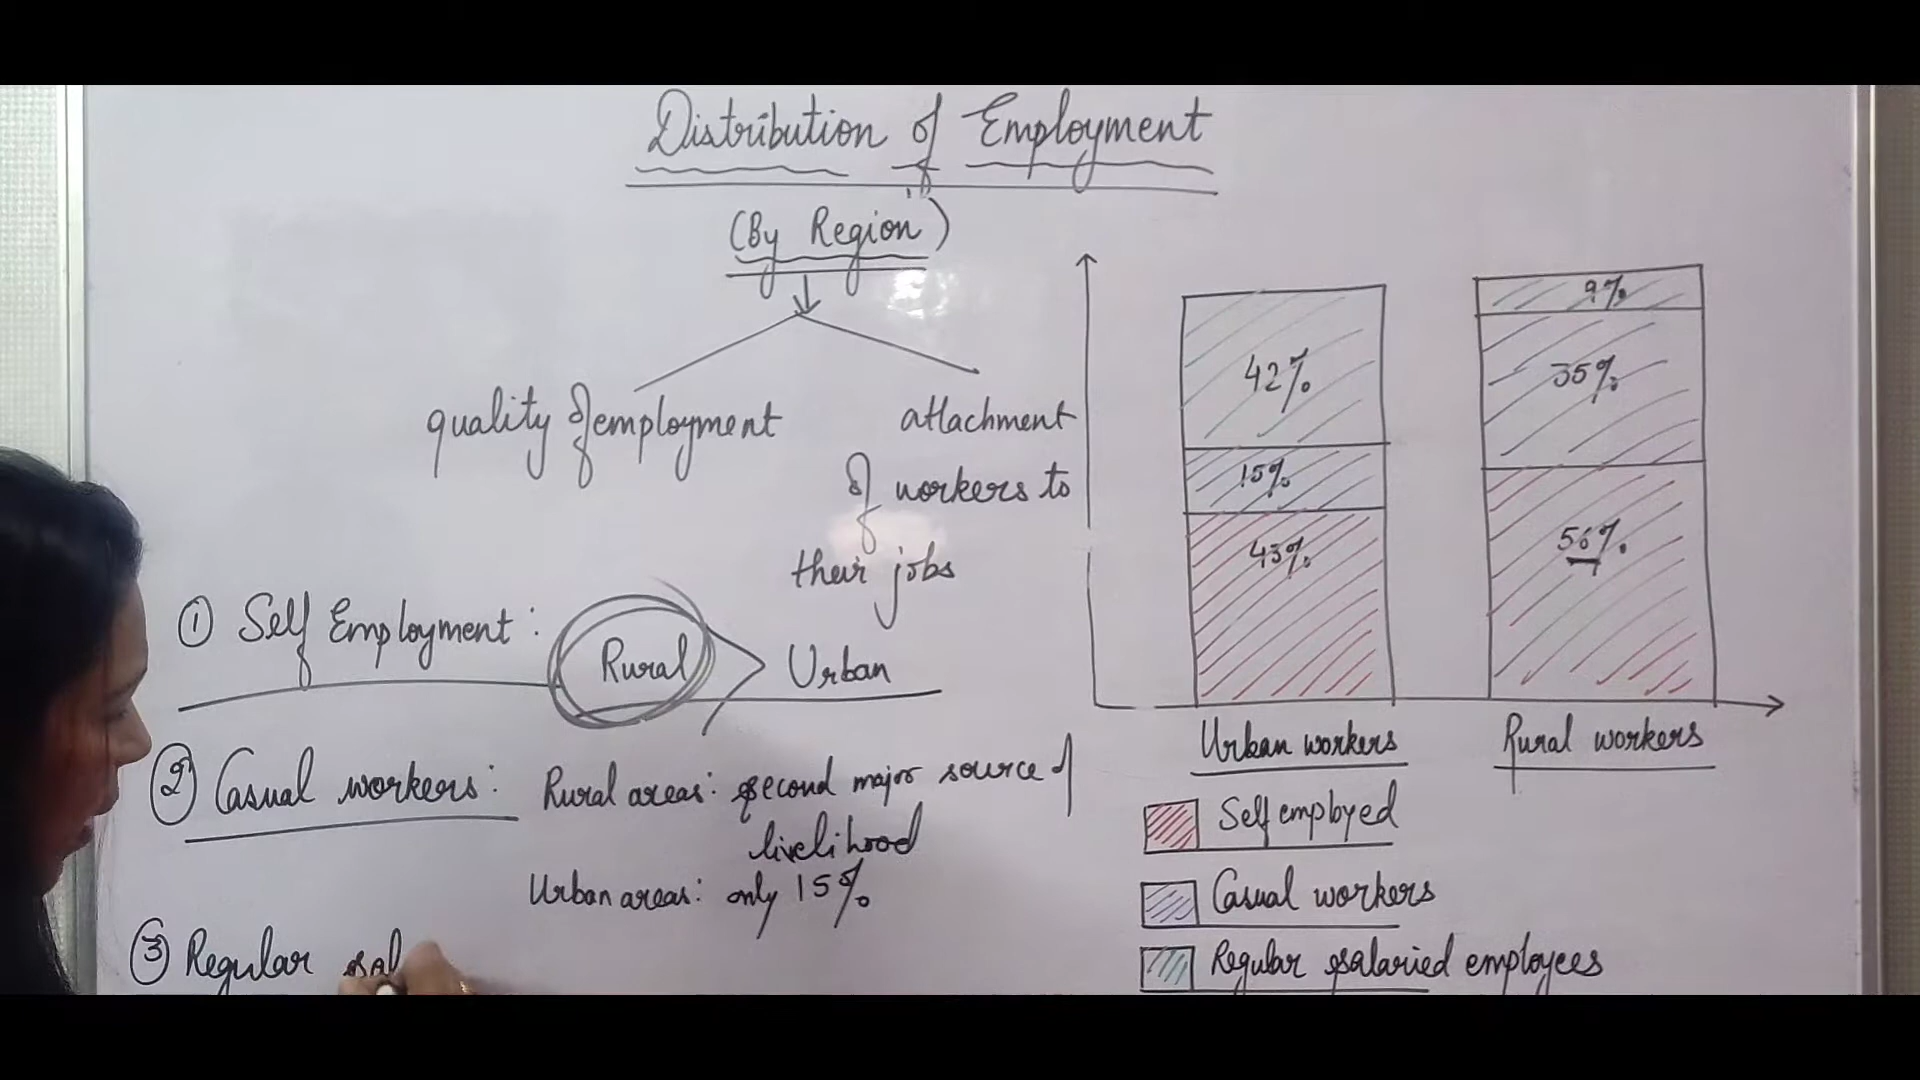 Distribution of Employment
(By Region)
quality of employment
attachment
of workers to
their jobs
① Self Employment:
Rural > Urban
② Casual workers: Rural areas: second major source of
livelihood
Urban areas: only 15%
③ Regular sal
42%
15%
43%
9%
35%
56%
Urban workers
Rural workers
Self employed
Casual workers
Regular salaried employees